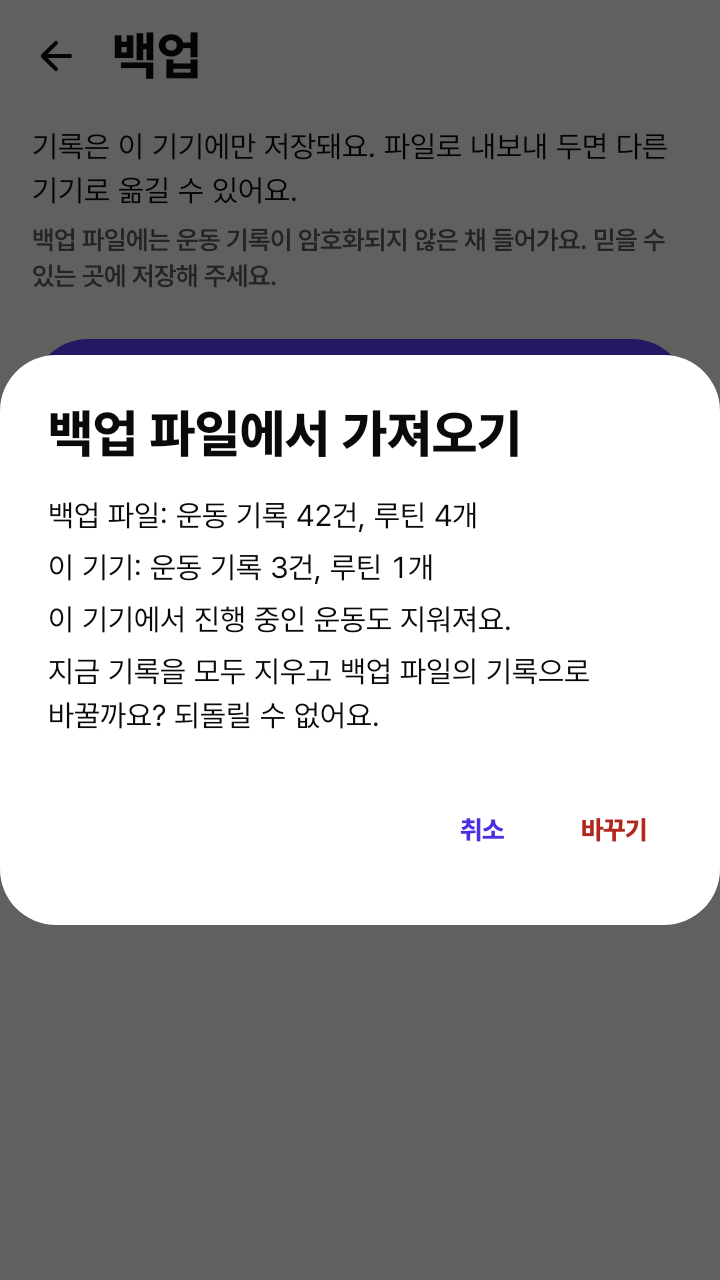 백업
기록은 이 기기에만 저장돼요. 파일로 내보내 두면 다른
기기로 옮길 수 있어요.
백업 파일에는 운동 기록이 암호화되지 않은 채 들어가요. 믿을 수
있는 곳에 저장해 주세요.
백업 파일에서 가져오기
백업 파일: 운동 기록 42건, 루틴 4개
이 기기: 운동 기록 3건, 루틴 1개
이 기기에서 진행 중인 운동도 지워져요.
지금 기록을 모두 지우고 백업 파일의 기록으로
바꿀까요? 되돌릴 수 없어요.
취소
바꾸기